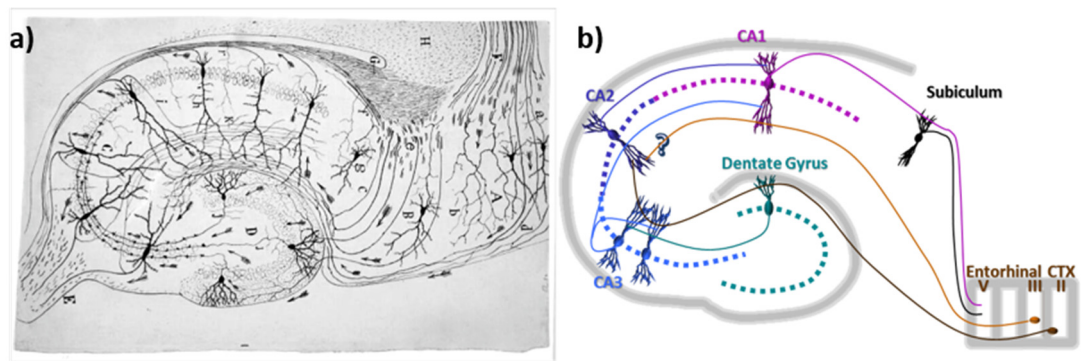 a)
H
G
F
a
r
h
i
K
C
g
c
e
A
B
b
d
D
E
b)
CA1
CA2
Subiculum
?
Dentate Gyrus
CA3
Entorhinal CTX
V III II